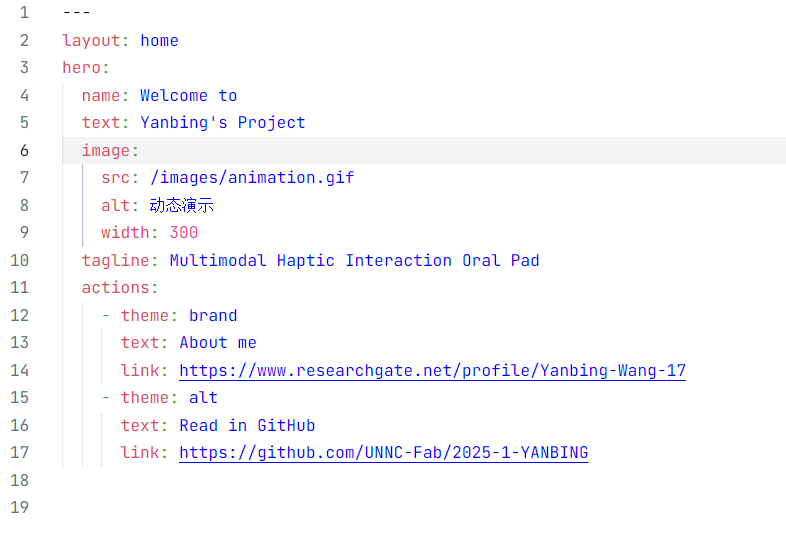 1 ---
2 layout: home
3 hero:
4 name: Welcome to
5 text: Yanbing's Project
6 image:
7 src: /images/animation.gif
8 alt: 动态演示
9 width: 300
10 tagline: Multimodal Haptic Interaction Oral Pad
11 actions:
12 - theme: brand
13 text: About me
14 link: https://www.researchgate.net/profile/Yanbing-Wang-17
15 - theme: alt
16 text: Read in GitHub
17 link: https://github.com/UNNC-Fab/2025-1-YANBING
18
19